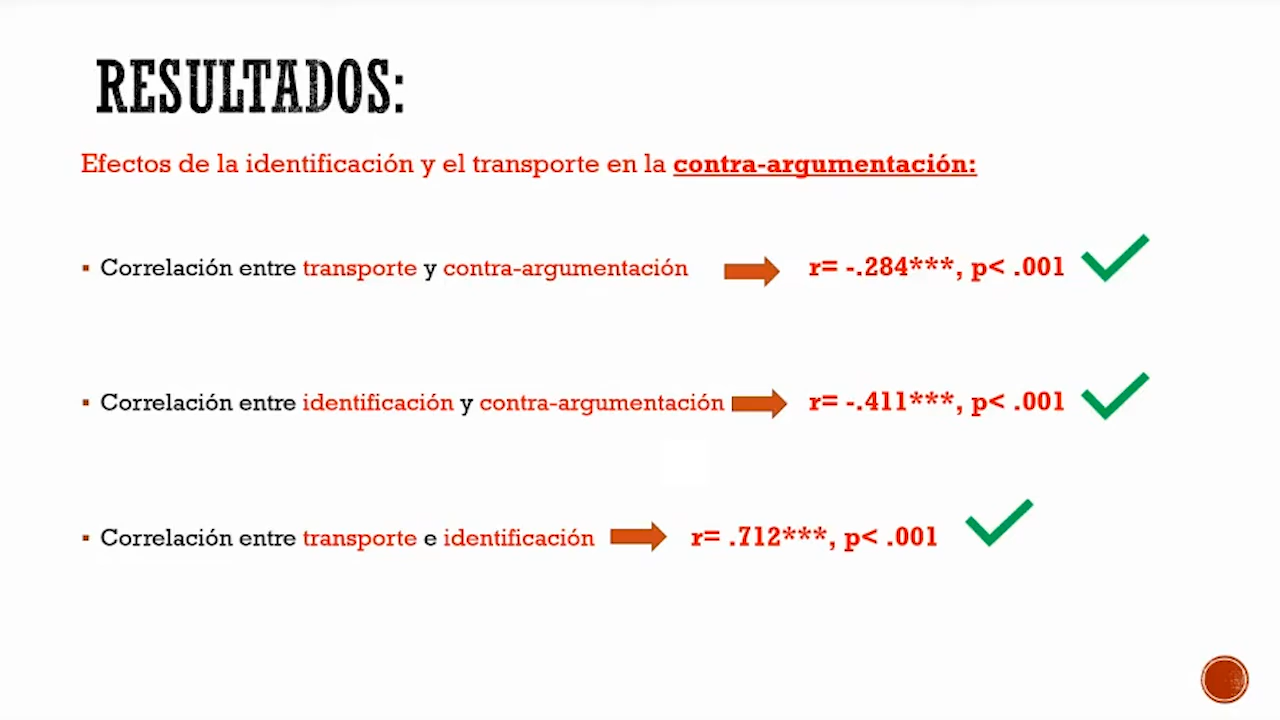 RESULTADOS:
Efectos de la identificación y el transporte en la contra-argumentación:
▪ Correlación entre transporte y contra-argumentación r= -.284***, p< .001
▪ Correlación entre identificación y contra-argumentación r= -.411***, p< .001
▪ Correlación entre transporte e identificación r= .712***, p< .001